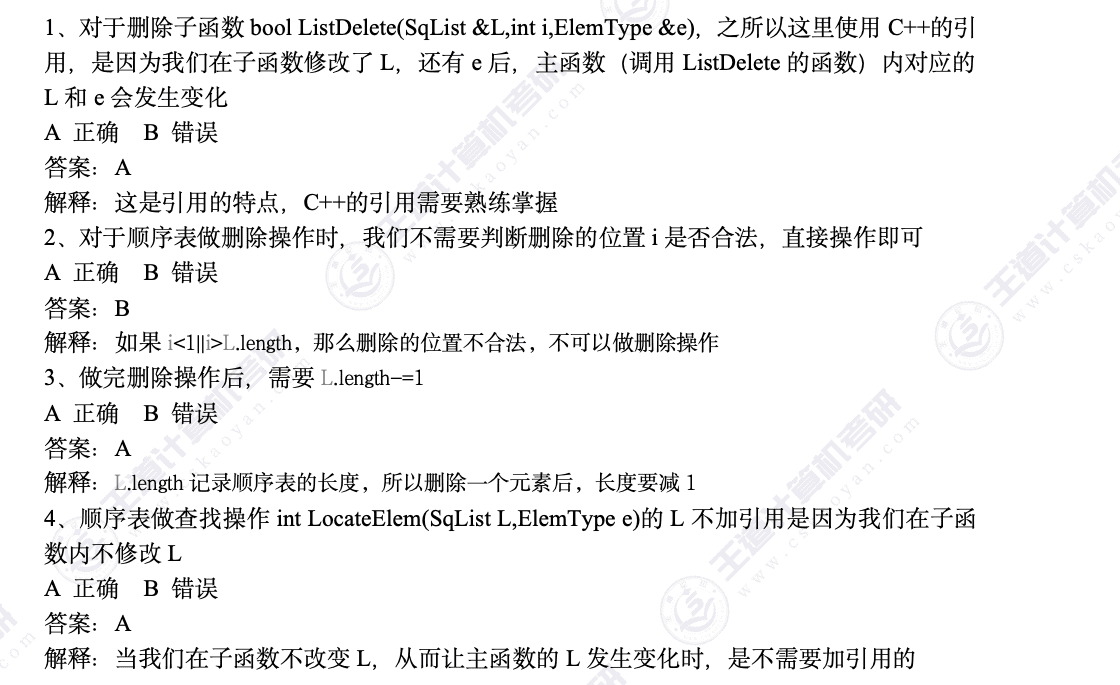 1、对于删除子函数 bool ListDelete(SqList &L,int i,ElemType &e)，之所以这里使用 C++的引
用，是因为我们在子函数修改了 L，还有 e 后，主函数（调用 ListDelete 的函数）内对应的
L 和 e 会发生变化
A 正确 B 错误
答案：A
解释：这是引用的特点，C++的引用需要熟练掌握
2、对于顺序表做删除操作时，我们不需要判断删除的位置 i 是否合法，直接操作即可
A 正确 B 错误
答案：B
解释：如果 i<1||i>L.length，那么删除的位置不合法，不可以做删除操作
3、做完删除操作后，需要 L.length-=1
A 正确 B 错误
答案：A
解释：L.length 记录顺序表的长度，所以删除一个元素后，长度要减 1
4、顺序表做查找操作 int LocateElem(SqList L,ElemType e)的 L 不加引用是因为我们在子函
数内不修改 L
A 正确 B 错误
答案：A
解释：当我们在子函数不改变 L，从而让主函数的 L 发生变化时，是不需要加引用的
王道计算机考研
www.cskaoyan.com